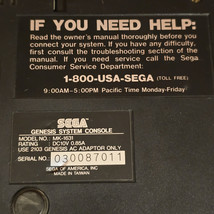 IF YOU NEED HELP:
Read the owner's manual thoroughly before you
connect your system. If you have any difficulty,
first consult the troubleshooting section of the
manual. If you still need help call the Sega
Consumer Service Department:
1-800-USA-SEGA (TOLL FREE)
9:00AM–5:00PM Pacific Time Monday-Friday
SEGA
GENESIS SYSTEM CONSOLE
MODEL NO.: MK-1631
RATING: DC10V 0.85A
USE 2103 GENESIS AC ADAPTOR ONLY
SERIAL NO.: 030087011
SEGA OF AMERICA, INC.
MADE IN TAIWAN